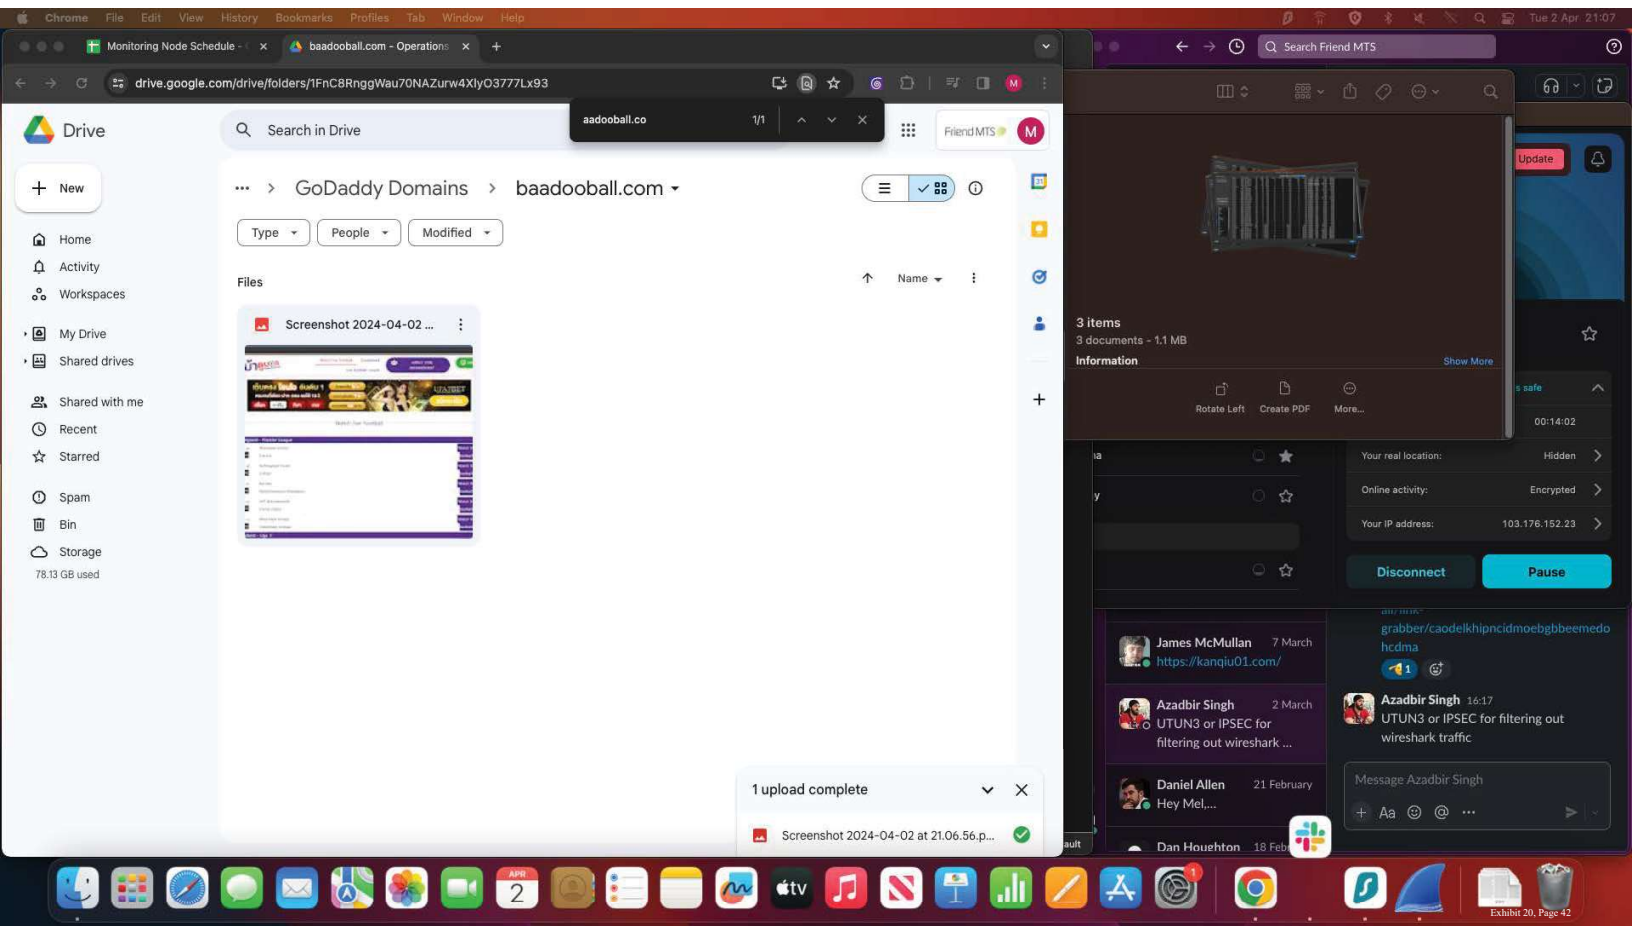 Chrome File Edit View History Bookmarks Profiles Tab Window Help
Tue 2 Apr 21:07
Monitoring Node Schedule -
baadooball.com - Operations
Search Friend MTS
drive.google.com/drive/folders/1FnC8RnggWau70NAZurw4XlyO3777Lx93
aadooball.co 1/1
Drive
Search in Drive
Friend MTS
M
Update
New
GoDaddy Domains > baadooball.com
Type
People
Modified
Home
Activity
Workspaces
My Drive
Shared drives
Shared with me
Recent
Starred
Spam
Bin
Storage
78.13 GB used
Files
Name
Screenshot 2024-04-02 ...
3 items
3 documents - 1.1 MB
Information
Show More
Rotate Left
Create PDF
More...
s safe
00:14:02
Your real location: Hidden
Online activity: Encrypted
Your IP address: 103.176.152.23
Disconnect
Pause
James McMullan 7 March
https://kanqiu01.com/
Azadbir Singh 2 March
UTUN3 or IPSEC for
filtering out wireshark ...
Daniel Allen 21 February
Hey Mel,...
Dan Houghton 18 Feb
grabber/caodelkhipncidmoebgbbeemedo
hcdma
1
Azadbir Singh 16:17
UTUN3 or IPSEC for filtering out
wireshark traffic
Message Azadbir Singh
Aa
1 upload complete
Screenshot 2024-04-02 at 21.06.56.p...
ault
APR
2
tv
1
Exhibit 20, Page 42